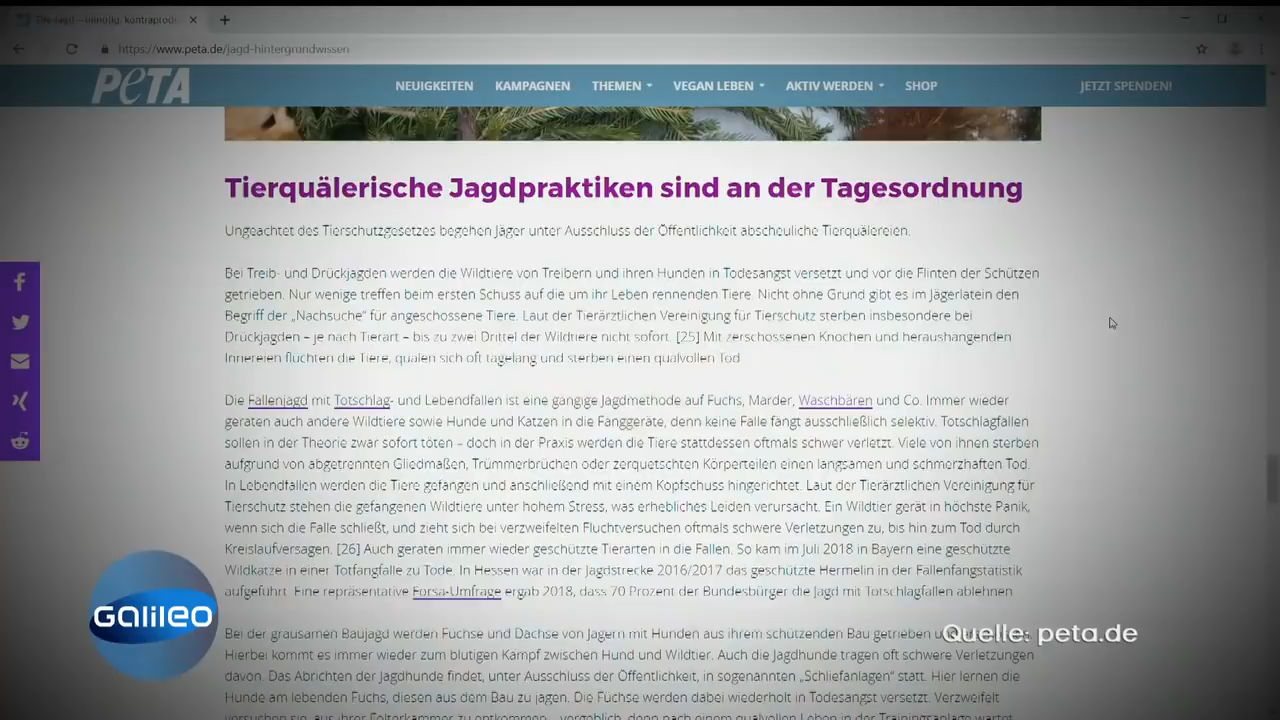 https://www.peta.de/jagd-hintergrundwissen
PeTA NEUIGKEITEN KAMPAGNEN THEMEN VEGAN LEBEN AKTIV WERDEN SHOP JETZT SPENDEN!
Tierquälerische Jagdpraktiken sind an der Tagesordnung
Ungeachtet des Tierschutzgesetzes begehen Jäger unter Ausschluss der Öffentlichkeit abscheuliche Tierquälereien.
Bei Treib- und Drückjagden werden die Wildtiere von Treibern und ihren Hunden in Todesangst versetzt und vor die Flinten der Schützen
getrieben. Nur wenige treffen beim ersten Schuss auf die um ihr Leben rennenden Tiere. Nicht ohne Grund gibt es im Jägerlatein den
Begriff der „Nachsuche“ für angeschossene Tiere. Laut der Tierärztlichen Vereinigung für Tierschutz sterben insbesondere bei
Drückjagden – je nach Tierart – bis zu zwei Drittel der Wildtiere nicht sofort. [25] Mit zerschossenen Knochen und heraushangenden
Innereien flüchten die Tiere, quälen sich oft tagelang und sterben einen qualvollen Tod
Die Fallenjagd mit Totschlag- und Lebendfallen ist eine gängige Jagdmethode auf Fuchs, Marder, Waschbären und Co. Immer wieder
geraten auch andere Wildtiere sowie Hunde und Katzen in die Fanggeräte, denn keine Falle fängt ausschließlich selektiv. Totschlagfallen
sollen in der Theorie zwar sofort töten – doch in der Praxis werden die Tiere stattdessen oftmals schwer verletzt. Viele von ihnen sterben
aufgrund von abgetrennten Gliedmaßen, Trümmerbrüchen oder zerquetschten Körperteilen einen langsamen und schmerzhaften Tod.
In Lebendfallen werden die Tiere gefangen und anschließend mit einem Kopfschuss hingerichtet. Laut der Tierärztlichen Vereinigung für
Tierschutz stehen die gefangenen Wildtiere unter hohem Stress, was erhebliches Leiden verursacht. Ein Wildtier gerät in höchste Panik,
wenn sich die Falle schließt, und zieht sich bei verzweifelten Fluchtversuchen oftmals schwere Verletzungen zu, bis hin zum Tod durch
Kreislaufversagen. [26] Auch geraten immer wieder geschützte Tierarten in die Fallen. So kam im Juli 2018 in Bayern eine geschützte
Wildkatze in einer Totfangfalle zu Tode. In Hessen war in der Jagdstrecke 2016/2017 das geschützte Hermelin in der Fallenfangstatistik
aufgeführt. Eine repräsentative Forsa-Umfrage ergab 2018, dass 70 Prozent der Bundesbürger die Jagd mit Totschlagfallen ablehnen
Bei der grausamen Baujagd werden Füchse und Dachse von Jägern mit Hunden aus ihrem schützenden Bau getrieben
Hierbei kommt es immer wieder zum blutigen Kampf zwischen Hund und Wildtier. Auch die Jagdhunde tragen oft schwere Verletzungen
davon. Das Abrichten der Jagdhunde findet, unter Ausschluss der Öffentlichkeit, in sogenannten „Schliefanlagen“ statt. Hier lernen die
Hunde am lebenden Fuchs, diesen aus dem Bau zu jagen. Die Füchse werden dabei wiederholt in Todesangst versetzt. Verzweifelt
Galileo
Quelle: peta.de